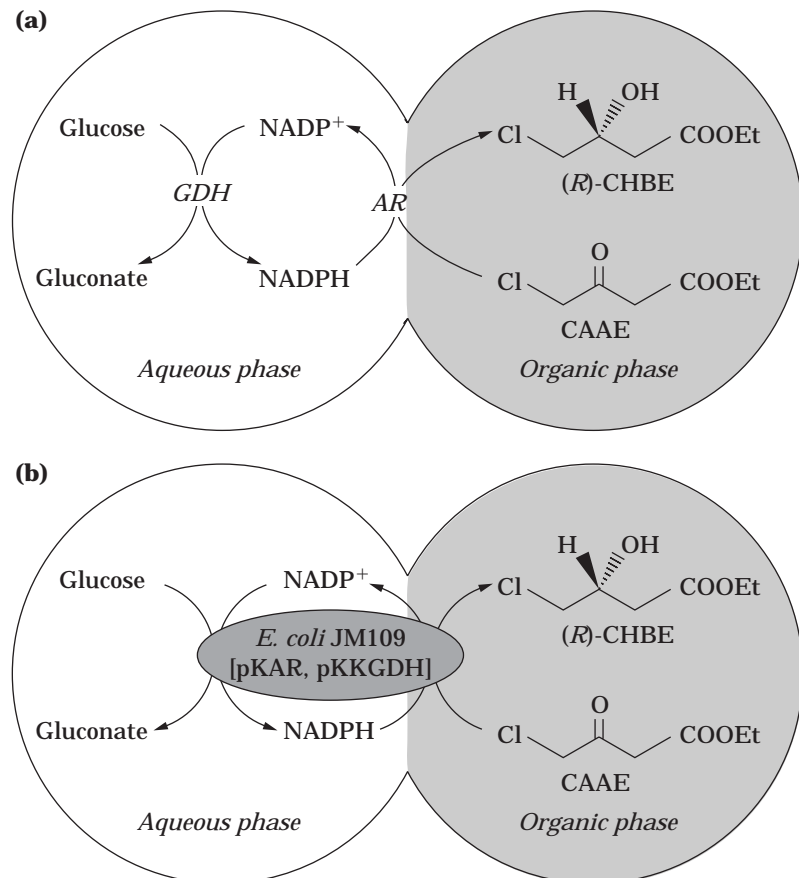 (a)
H OH
Glucose NADP+ Cl COOEt
(R)-CHBE
GDH AR
O
Gluconate NADPH Cl COOEt
CAAE
Aqueous phase Organic phase
(b)
H OH
Glucose NADP+ Cl COOEt
E. coli JM109 (R)-CHBE
[pKAR, pKKGDH]
O
Gluconate NADPH Cl COOEt
CAAE
Aqueous phase Organic phase